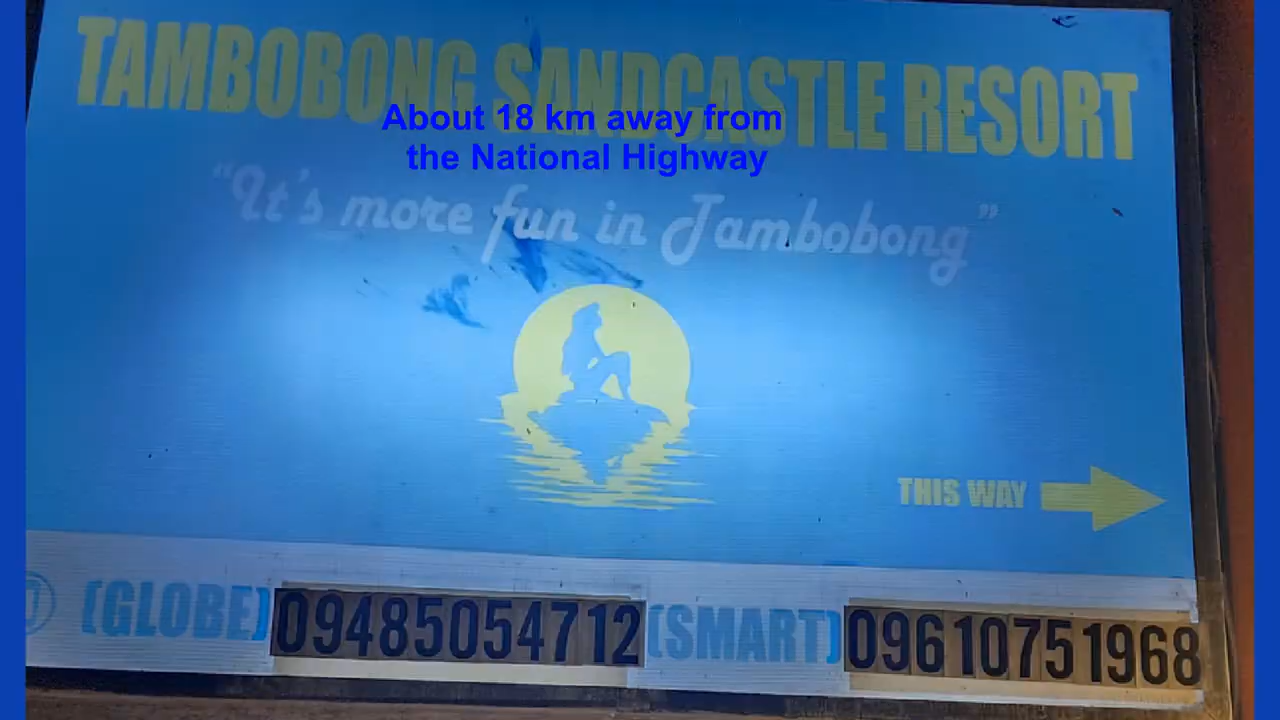 TAMBOBONG SANDCASTLE RESORT
About 18 km away from
the National Highway
"It's more fun in Tambobong"
THIS WAY
(GLOBE) 09485054712 (SMART) 09610751968